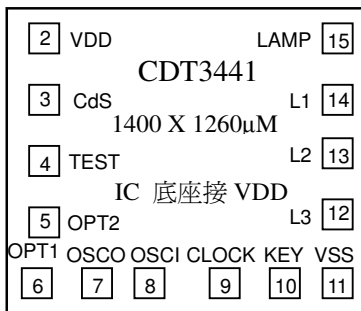 2 VDD LAMP 15
CDT3441
3 CdS L1 14
1400 X 1260µM
4 TEST L2 13
IC 底座接 VDD
5 OPT2 L3 12
OPT1 OSCO OSCI CLOCK KEY VSS
6 7 8 9 10 11